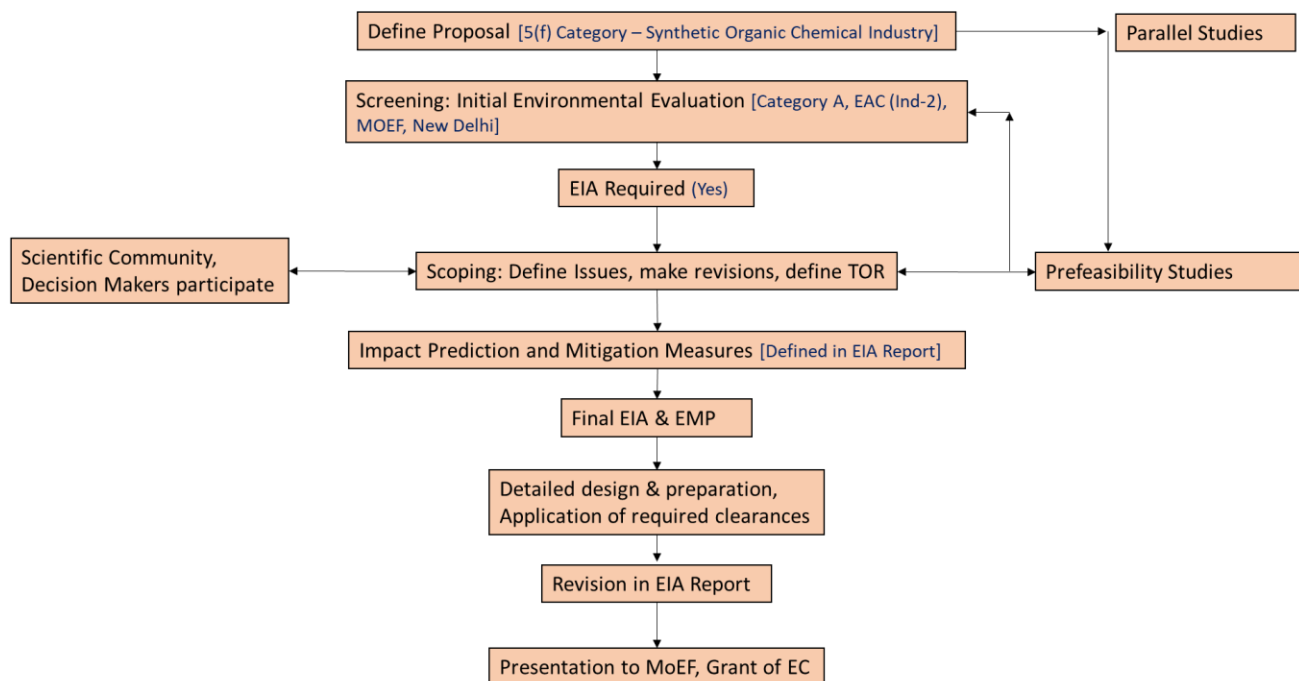 Define Proposal [5(f) Category – Synthetic Organic Chemical Industry]
Parallel Studies
Screening: Initial Environmental Evaluation [Category A, EAC (Ind-2),
MOEF, New Delhi]
EIA Required (Yes)
Scientific Community,
Decision Makers participate
Scoping: Define Issues, make revisions, define TOR
Prefeasibility Studies
Impact Prediction and Mitigation Measures [Defined in EIA Report]
Final EIA & EMP
Detailed design & preparation,
Application of required clearances
Revision in EIA Report
Presentation to MoEF, Grant of EC